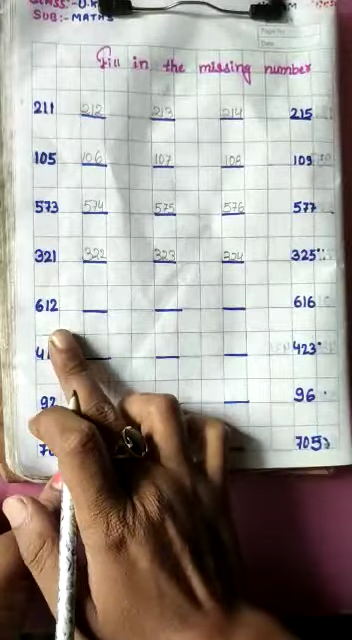 SUB:-MATHS
Fill in the missing number
211 212 213 214 215
105 106 107 108 109
573 574 575 576 577
321 322 323 324 325
612 616
423
92 96
705